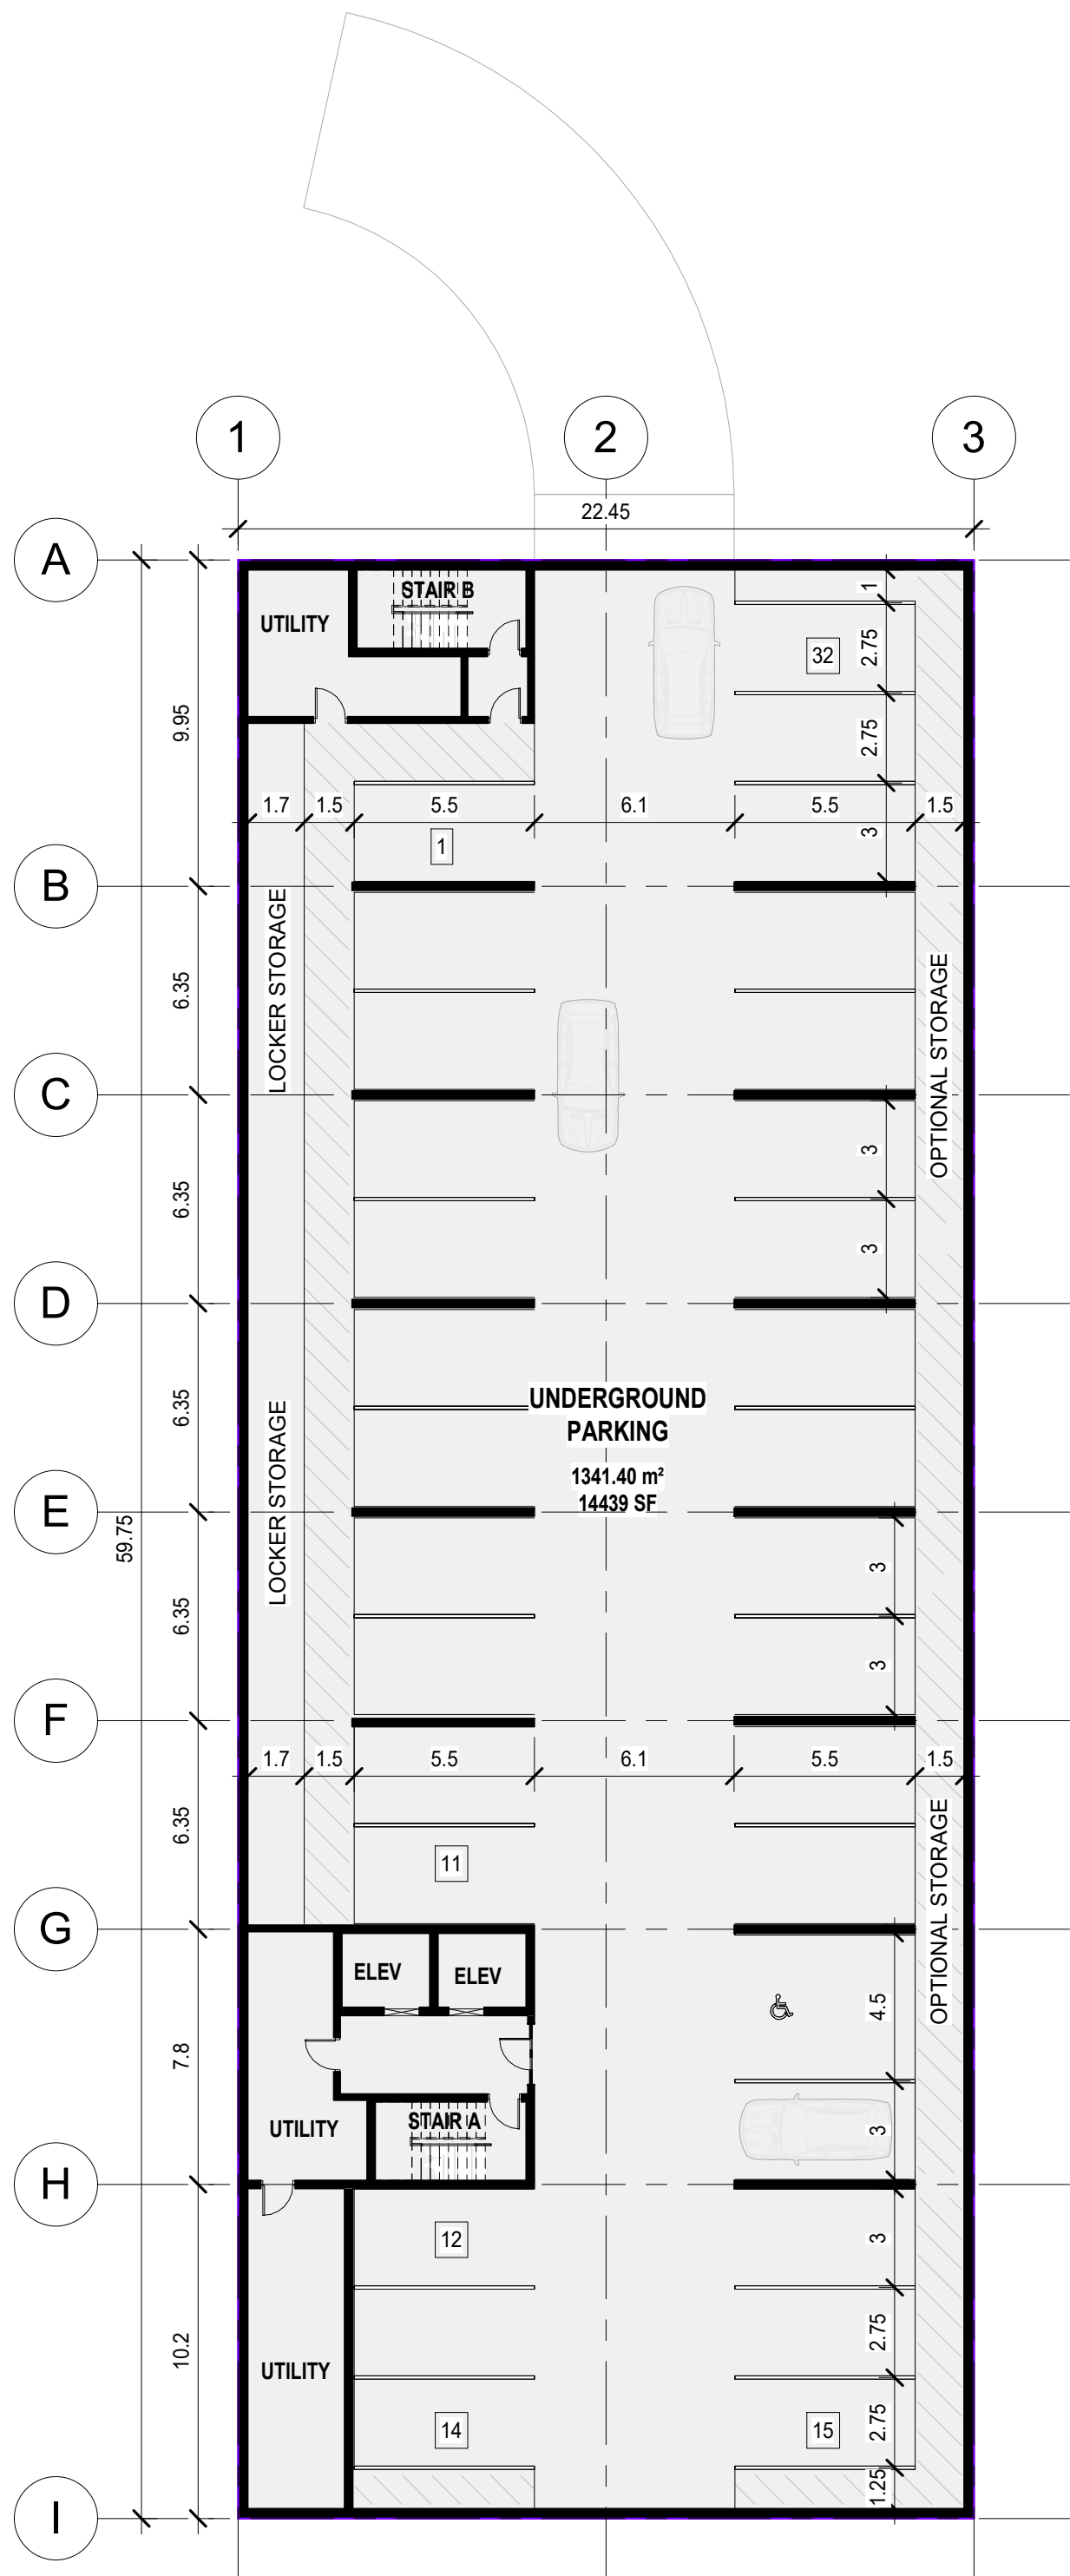 1
2
3
22.45
A
STAIR B
1
UTILITY
32
2.75
9.95
2.75
1.7
1.5
5.5
6.1
5.5
1.5
3
1
B
LOCKER STORAGE
6.35
OPTIONAL STORAGE
C
3
6.35
3
D
UNDERGROUND
PARKING
6.35
LOCKER STORAGE
1341.40 m²
14439 SF
E
59.75
3
6.35
3
F
1.7
1.5
5.5
6.1
5.5
1.5
6.35
11
OPTIONAL STORAGE
G
ELEV
ELEV
4.5
7.8
STAIR A
UTILITY
3
H
12
3
10.2
2.75
UTILITY
14
15
2.75
1.25
I